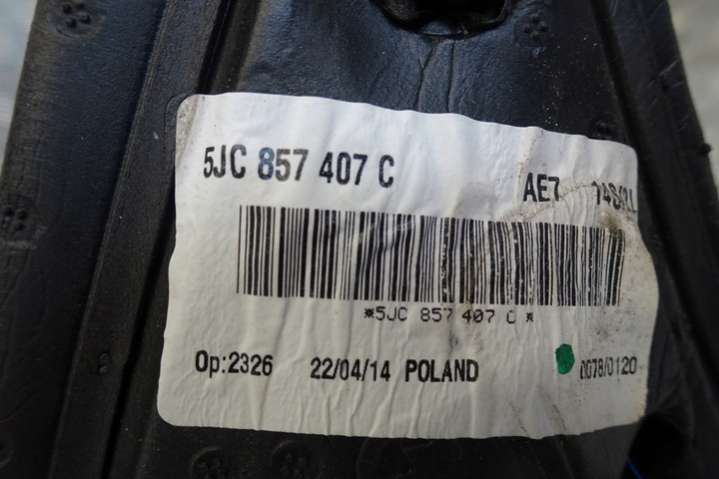 5JC 857 407 C AE7
*5JC 857 407 C *
Op:2326 22/04/14 POLAND 0078/0120